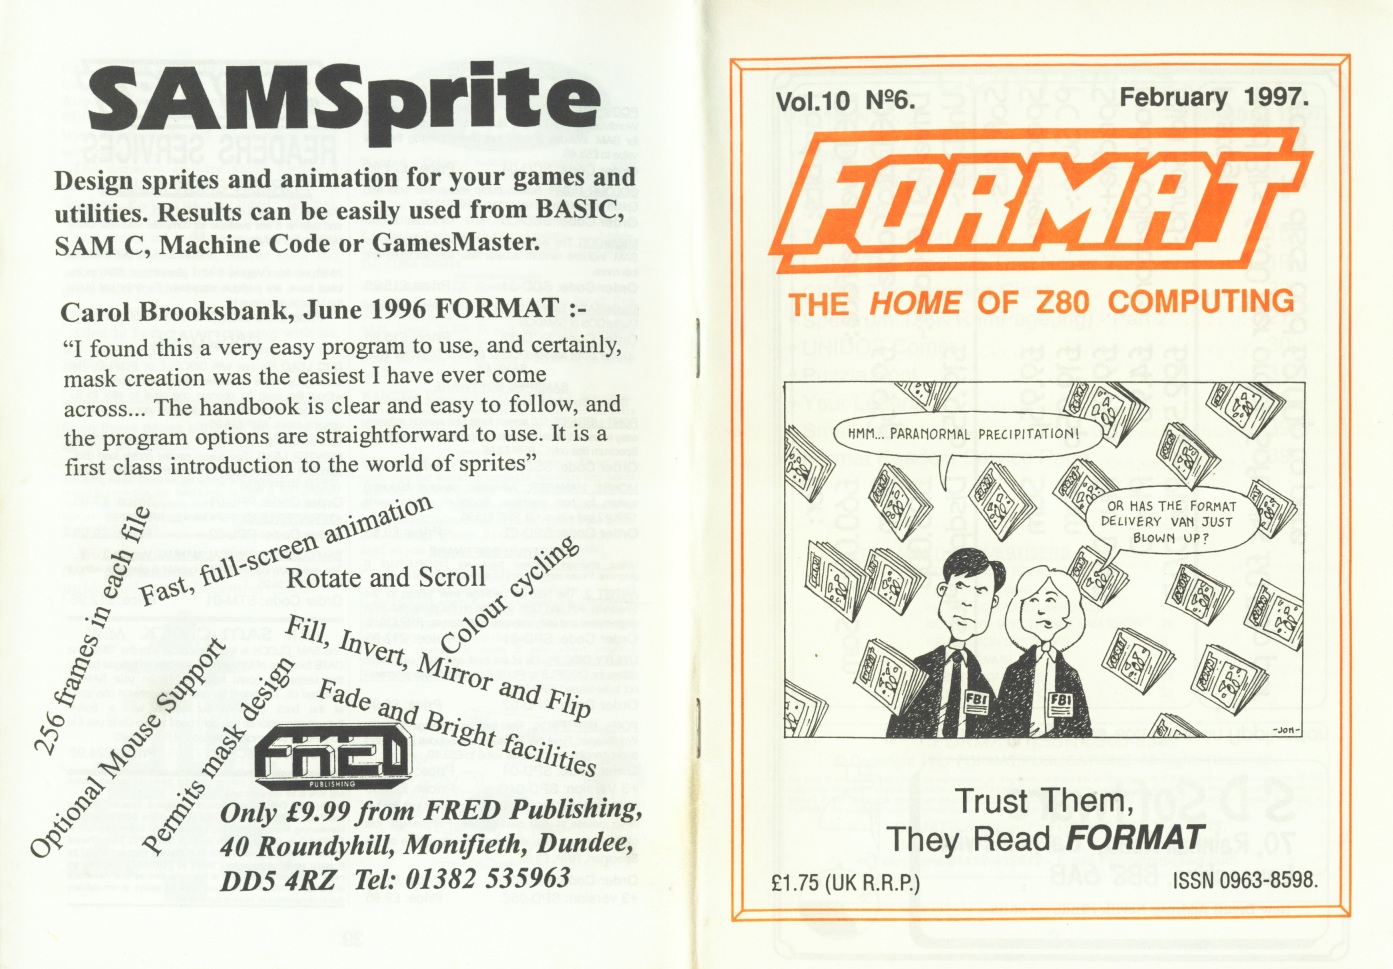 SAMSprite
Design sprites and animation for your games and
utilities. Results can be easily used from BASIC,
SAM C, Machine Code or GamesMaster.
Carol Brooksbank, June 1996 FORMAT :-
“I found this a very easy program to use, and certainly,
mask creation was the easiest I have ever come
across... The handbook is clear and easy to follow, and
the program options are straightforward to use. It is a
first class introduction to the world of sprites”
256 frames in each file
Fast, full-screen animation
Rotate and Scroll
Colour cycling
Fill, Invert, Mirror and Flip
Optional Mouse Support
Permits mask design
Fade and Bright facilities
FRED
PUBLISHING
Only £9.99 from FRED Publishing,
40 Roundyhill, Monifieth, Dundee,
DD5 4RZ Tel: 01382 535963
Vol.10 Nº6.
February 1997.
FORMAT
THE HOME OF Z80 COMPUTING
HMM... PARANORMAL PRECIPITATION!
OR HAS THE FORMAT
DELIVERY VAN JUST
BLOWN UP?
FBI
FBI
-JON-
Trust Them,
They Read FORMAT
£1.75 (UK R.R.P.)
ISSN 0963-8598.